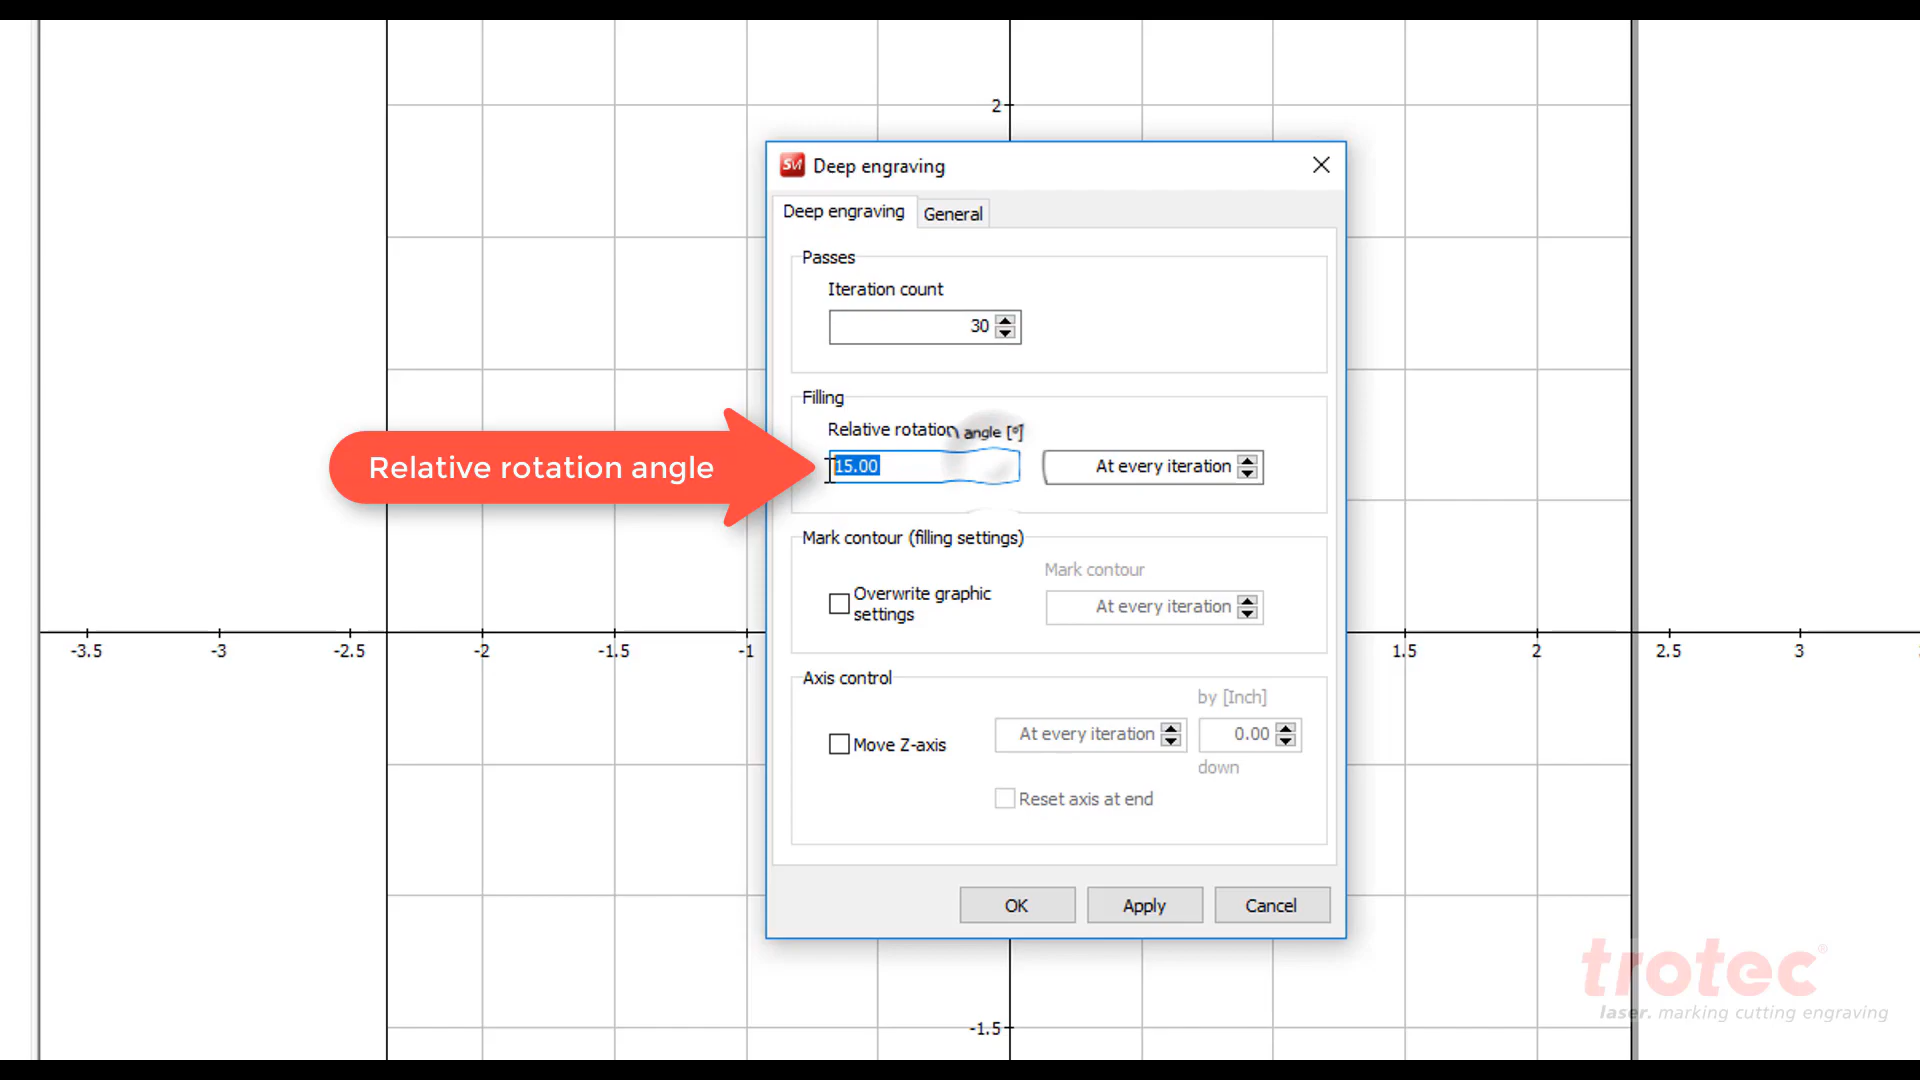 2
SM Deep engraving
Deep engraving General
Passes
Iteration count
30
Filling
Relative rotation angle [°]
Relative rotation angle
15.00 At every iteration
Mark contour (filling settings)
Mark contour
Overwrite graphic
settings
At every iteration
-3.5 -3 -2.5 -2 -1.5 -1 1.5 2 2.5 3
Axis control
by [Inch]
Move Z-axis At every iteration 0.00
down
Reset axis at end
OK Apply Cancel
trotec®
laser. marking cutting engraving
-1.5